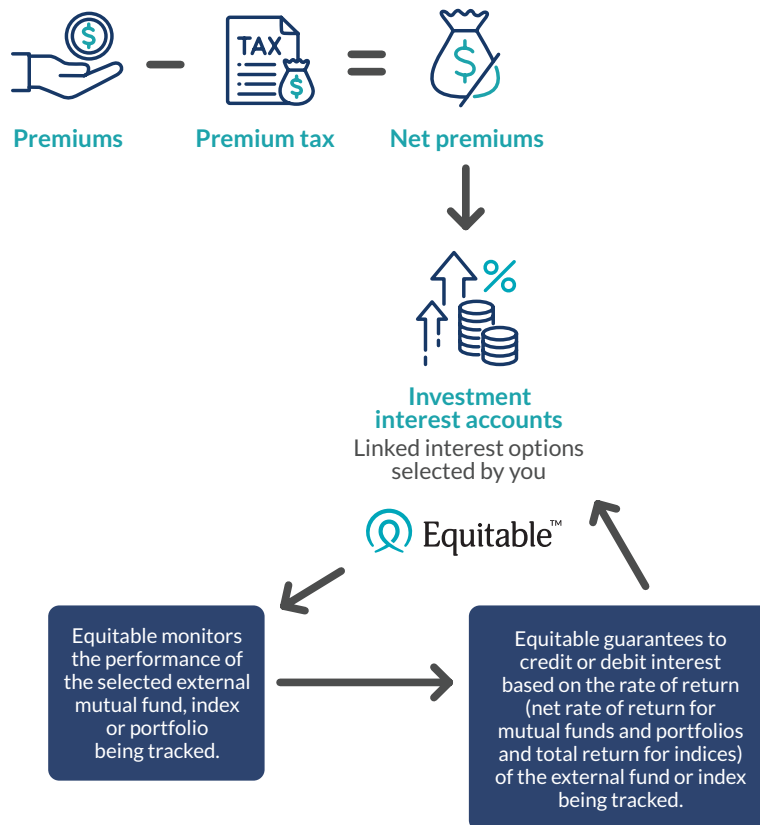 $
TAX
$
$
Premiums
Premium tax
Net premiums
%
Investment
interest accounts
Linked interest options
selected by you
Equitable™
Equitable monitors
the performance of
the selected external
mutual fund, index
or portfolio
being tracked.
Equitable guarantees to
credit or debit interest
based on the rate of return
(net rate of return for
mutual funds and portfolios
and total return for indices)
of the external fund or index
being tracked.